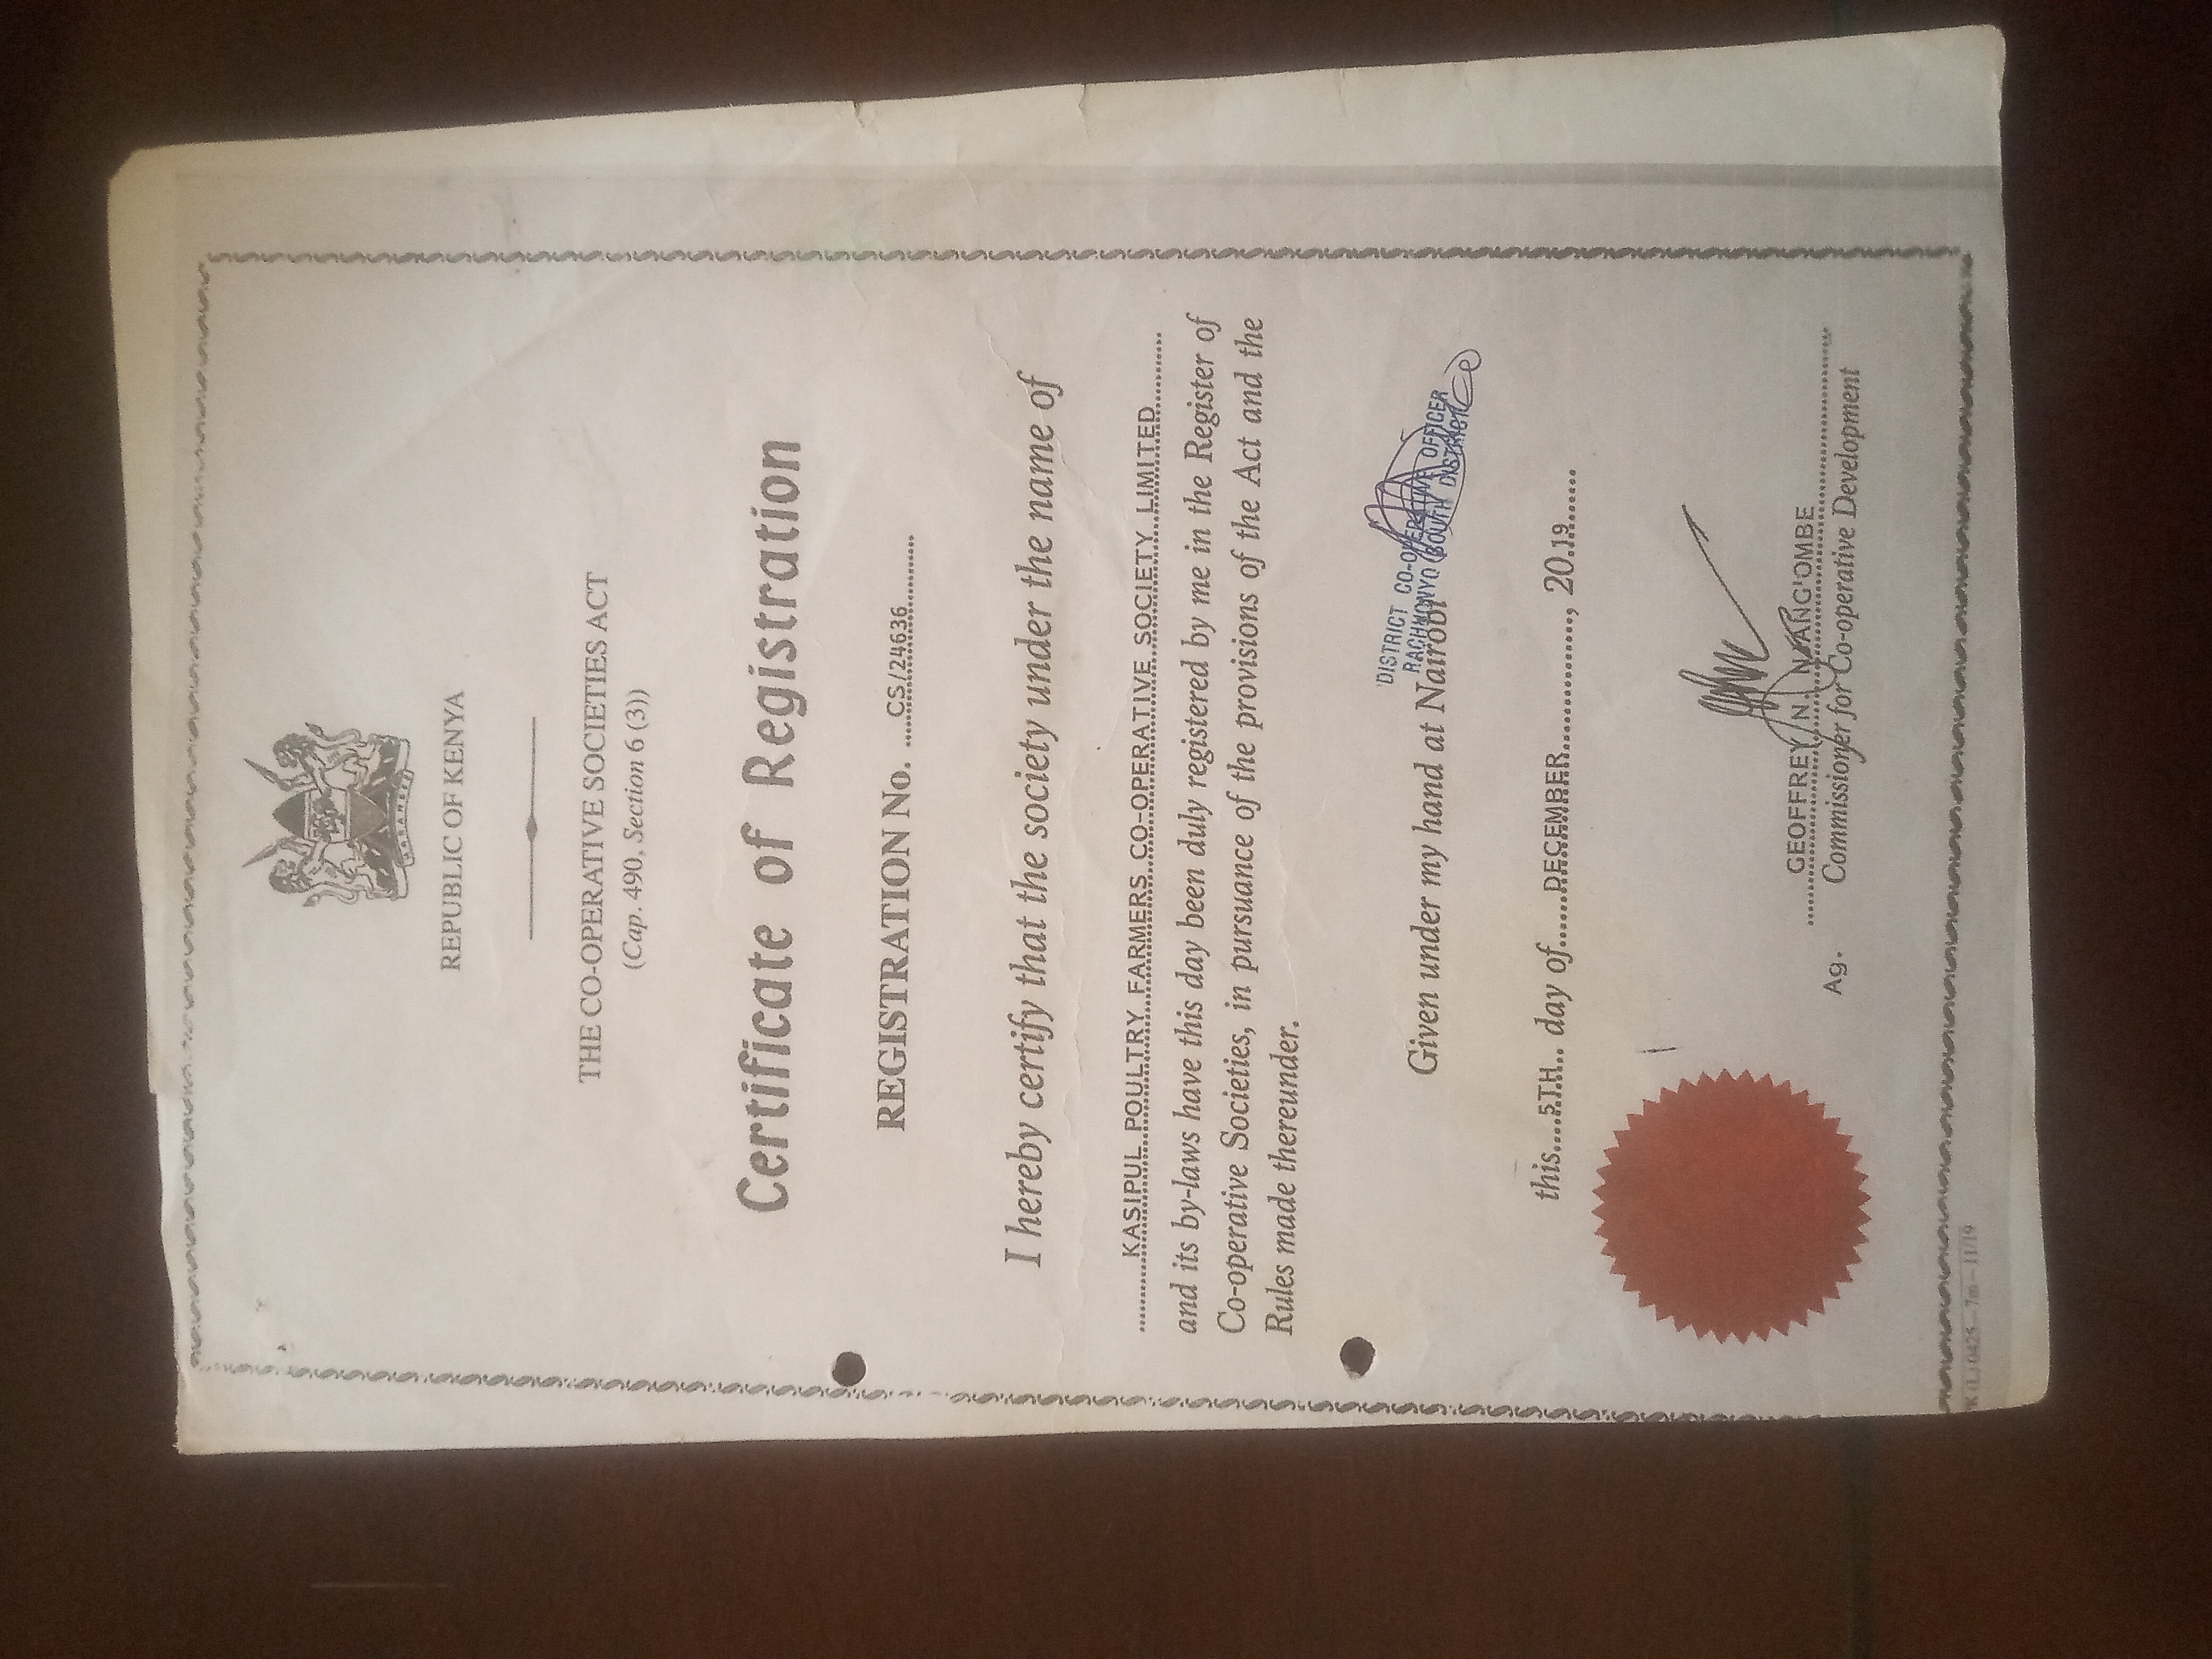 HARAMBEE
REPUBLIC OF KENYA
THE CO-OPERATIVE SOCIETIES ACT
(Cap. 490, Section 6 (3))
Certificate of Registration
REGISTRATION No. ....CS/24636..........
I hereby certify that the society under the name of
..........KASIPUL POULTRY FARMERS CO-OPERATIVE SOCIETY LIMITED..........
and its by-laws have this day been duly registered by me in the Register of
Co-operative Societies, in pursuance of the provisions of the Act and the
Rules made thereunder.
DISTRICT CO-OPERATIVE OFFICER
RACHUONYO SOUTH DISTRICT
Given under my hand at Nairobi
this....5TH... day of......DECEMBER..............., 20.19.......
GEOFFREY N. NJANG'OMBE
Ag. Commissioner for Co-operative Development
(L) 0425—7m—11/19